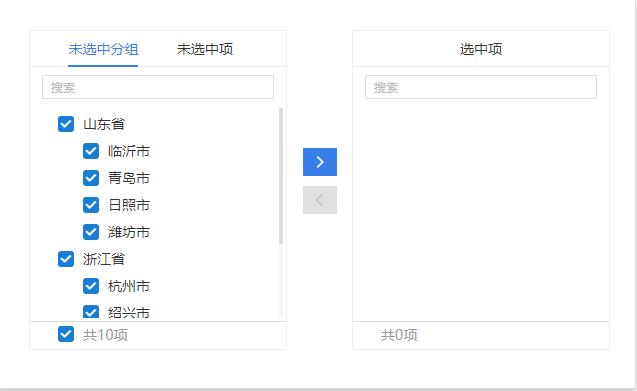 未选中分组 未选中项
搜索
山东省
临沂市
青岛市
日照市
潍坊市
浙江省
杭州市
绍兴市
共10项
选中项
搜索
共0项